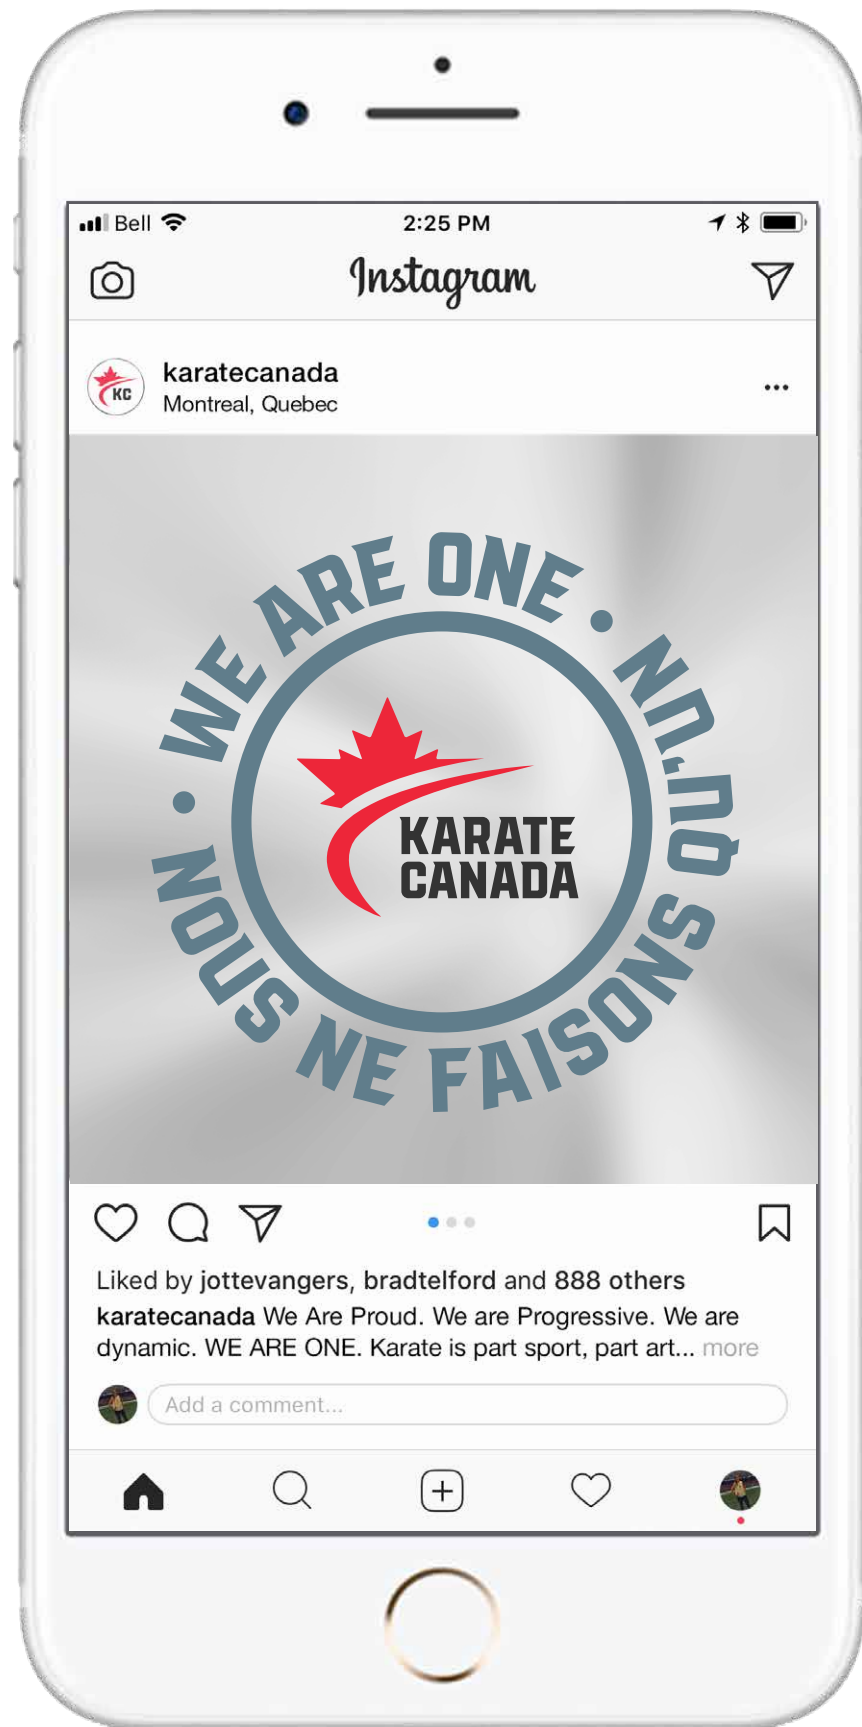 Bell 2:25 PM
Instagram
KC
karatecanada
Montreal, Quebec
• WE ARE ONE •
NOUS NE FAISONS QU'UN
KARATE
CANADA
Liked by jottevangers, bradtelford and 888 others
karatecanada We Are Proud. We are Progressive. We are
dynamic. WE ARE ONE. Karate is part sport, part art... more
Add a comment...